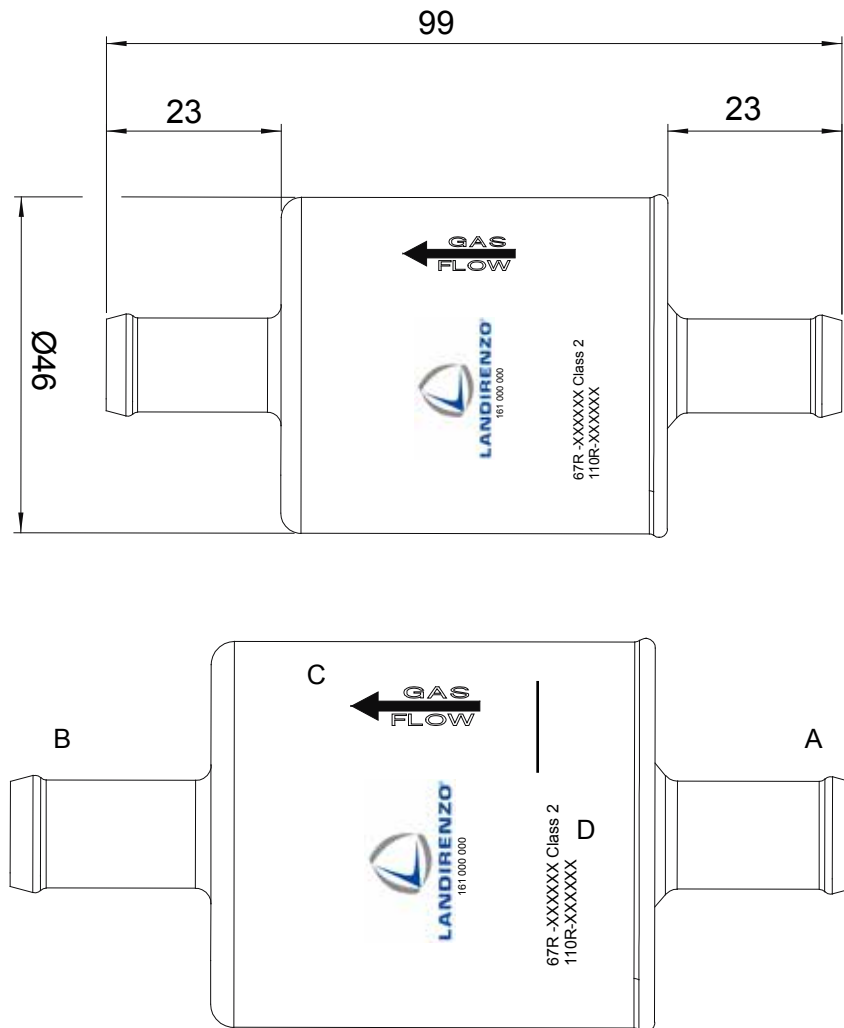 99
23
23
Ø46
GAS
FLOW
LANDIRENZO®
161 000 000
67R -XXXXXX Class 2
110R-XXXXXX
C
GAS
FLOW
B
A
D
LANDIRENZO®
161 000 000
67R -XXXXXX Class 2
110R-XXXXXX